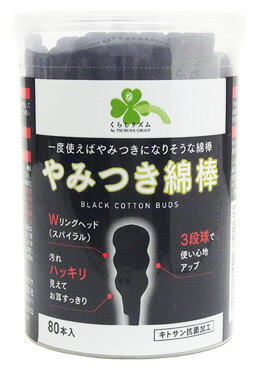 くらしリズム
by TSURUHA GROUP
一度使えばやみつきになりそうな綿棒
やみつき綿棒
BLACK COTTON BUDS
Wリングヘッド
(スパイラル)
汚れ
ハッキリ
見えて
お耳すっきり
3段球で
使い心地
アップ
80本入
キトサン抗菌加工